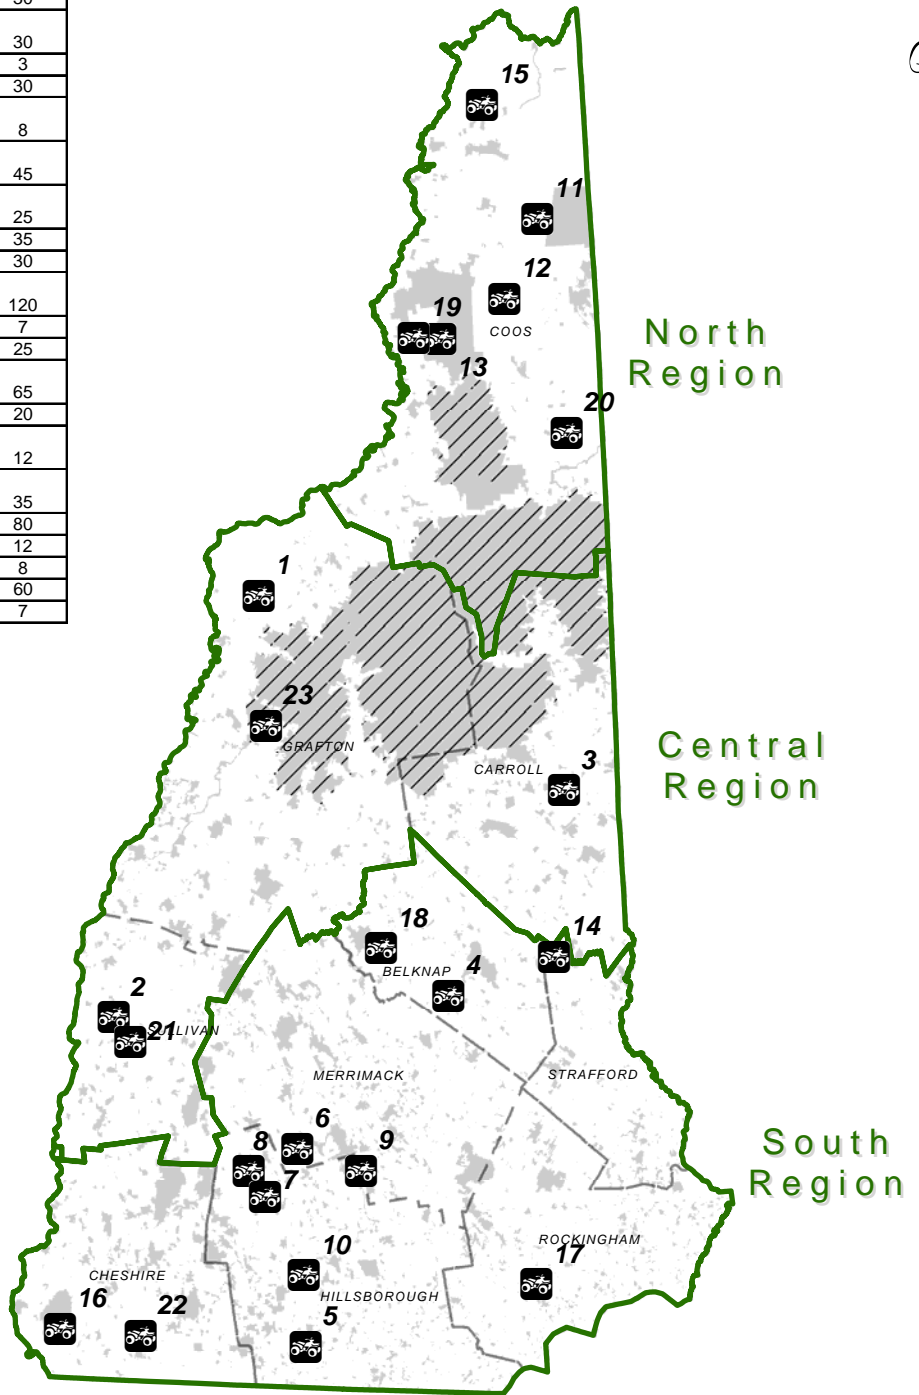 30
3
30
8
45
25
35
30
120
7
25
65
20
12
35
80
12
8
60
7
15
11
12
19
COOS
North
Region
13
20
1
23
GRAFTON
Central
Region
CARROLL
3
18
14
BELKNAP
4
2
SULLIVAN
21
MERRIMACK
STRAFFORD
6
8
9
South
Region
7
ROCKINGHAM
10
17
CHESHIRE
HILLSBOROUGH
16
22
5